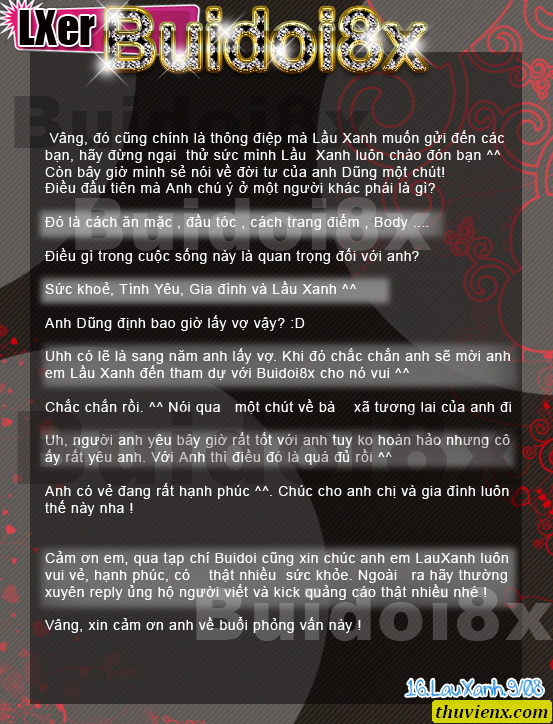 LXer Buidoi8x
Buidoi8x
Vâng, đó cũng chính là thông điệp mà Lầu Xanh muốn gửi đến các
bạn, hãy đừng ngại thử sức mình Lầu Xanh luôn chào đón bạn ^^
Còn bây giờ mình sẻ nói về đời tư của anh Dũng một chút!
Điều đầu tiên mà Anh chú ý ở một người khác phái là gì?
Buidoi8x
Đó là cách ăn mặc , đầu tóc , cách trang điểm , Body ....
Điều gì trong cuộc sống này là quan trọng đối với anh?
Sức khoẻ, Tình Yêu, Gia đình và Lầu Xanh ^^
Anh Dũng định bao giờ lấy vợ vậy? :D
Uhh có lẽ là sang năm anh lấy vợ. Khi đó chắc chắn anh sẽ mời anh
em Lầu Xanh đến tham dự với Buidoi8x cho nó vui ^^
Chắc chắn rồi. ^^ Nói qua một chút về bà xã tương lai của anh đi
Buidoi8x
Uh, người anh yêu bây giờ rất tốt với anh tuy ko hoàn hảo nhưng cô
ấy rất yêu anh. Với Anh thì điều đó là quá đủ rồi ^^
Anh có vẻ đang rất hạnh phúc ^^. Chúc cho anh chị và gia đình luôn
thế này nha !
Cảm ơn em, qua tạp chí Buidoi cũng xin chúc anh em LauXanh luôn
vui vẻ, hạnh phúc, có thật nhiều sức khỏe. Ngoài ra hãy thường
xuyên reply ủng hộ người viết và kick quảng cáo thật nhiều nhé !
Buidoi8x
Vâng, xin cảm ơn anh về buổi phỏng vấn này !
16.LauXanh.9/08
thuvienx.com